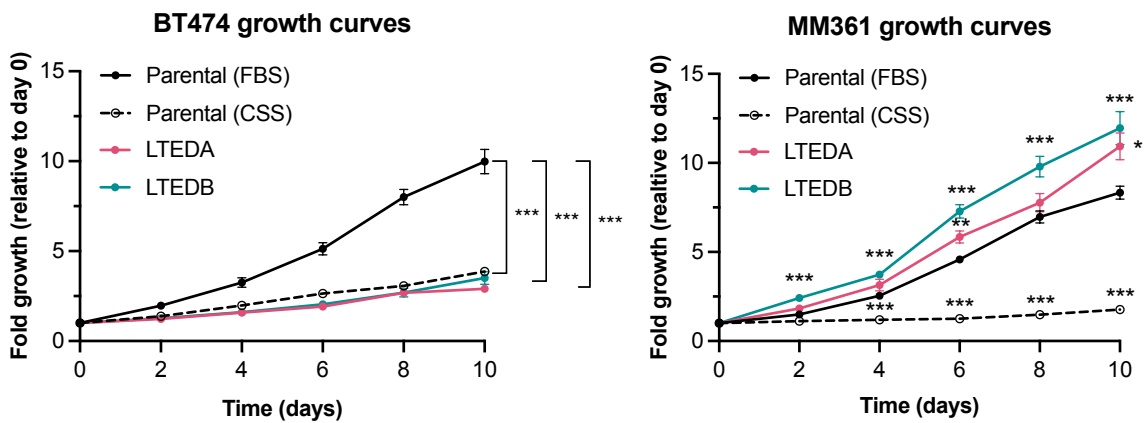 BT474 growth curves
Fold growth (relative to day 0)
15
10
5
0
Parental (FBS)
Parental (CSS)
LTEDA
LTEDB
***
***
***
0 2 4 6 8 10
Time (days)
MM361 growth curves
Fold growth (realtive to day 0)
15
10
5
0
Parental (FBS)
Parental (CSS)
LTEDA
LTEDB
***
***
*
***
**
***
***
***
***
***
***
0 2 4 6 8 10
Time (days)